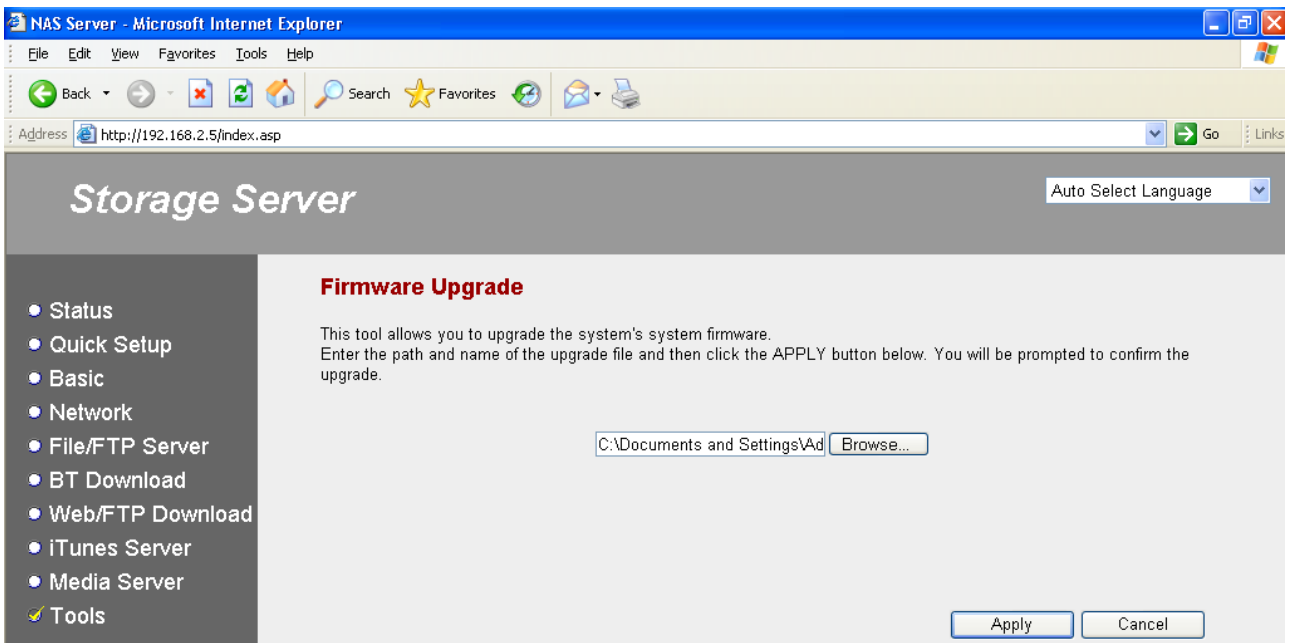 NAS Server - Microsoft Internet Explorer
File Edit View Favorites Tools Help
Back Search Favorites
Address http://192.168.2.5/index.asp Go Links
Storage Server
Auto Select Language
Status
Quick Setup
Basic
Network
File/FTP Server
BT Download
Web/FTP Download
iTunes Server
Media Server
Tools
Firmware Upgrade
This tool allows you to upgrade the system's system firmware.
Enter the path and name of the upgrade file and then click the APPLY button below. You will be prompted to confirm the
upgrade.
C:\Documents and Settings\Ad Browse...
Apply Cancel